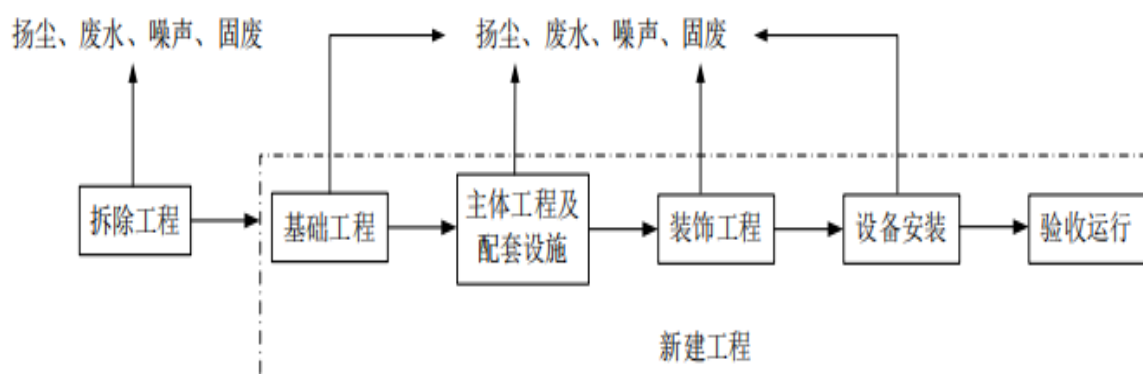 扬尘、废水、噪声、固废
扬尘、废水、噪声、固废
拆除工程
基础工程
主体工程及
配套设施
装饰工程
设备安装
验收运行
新建工程